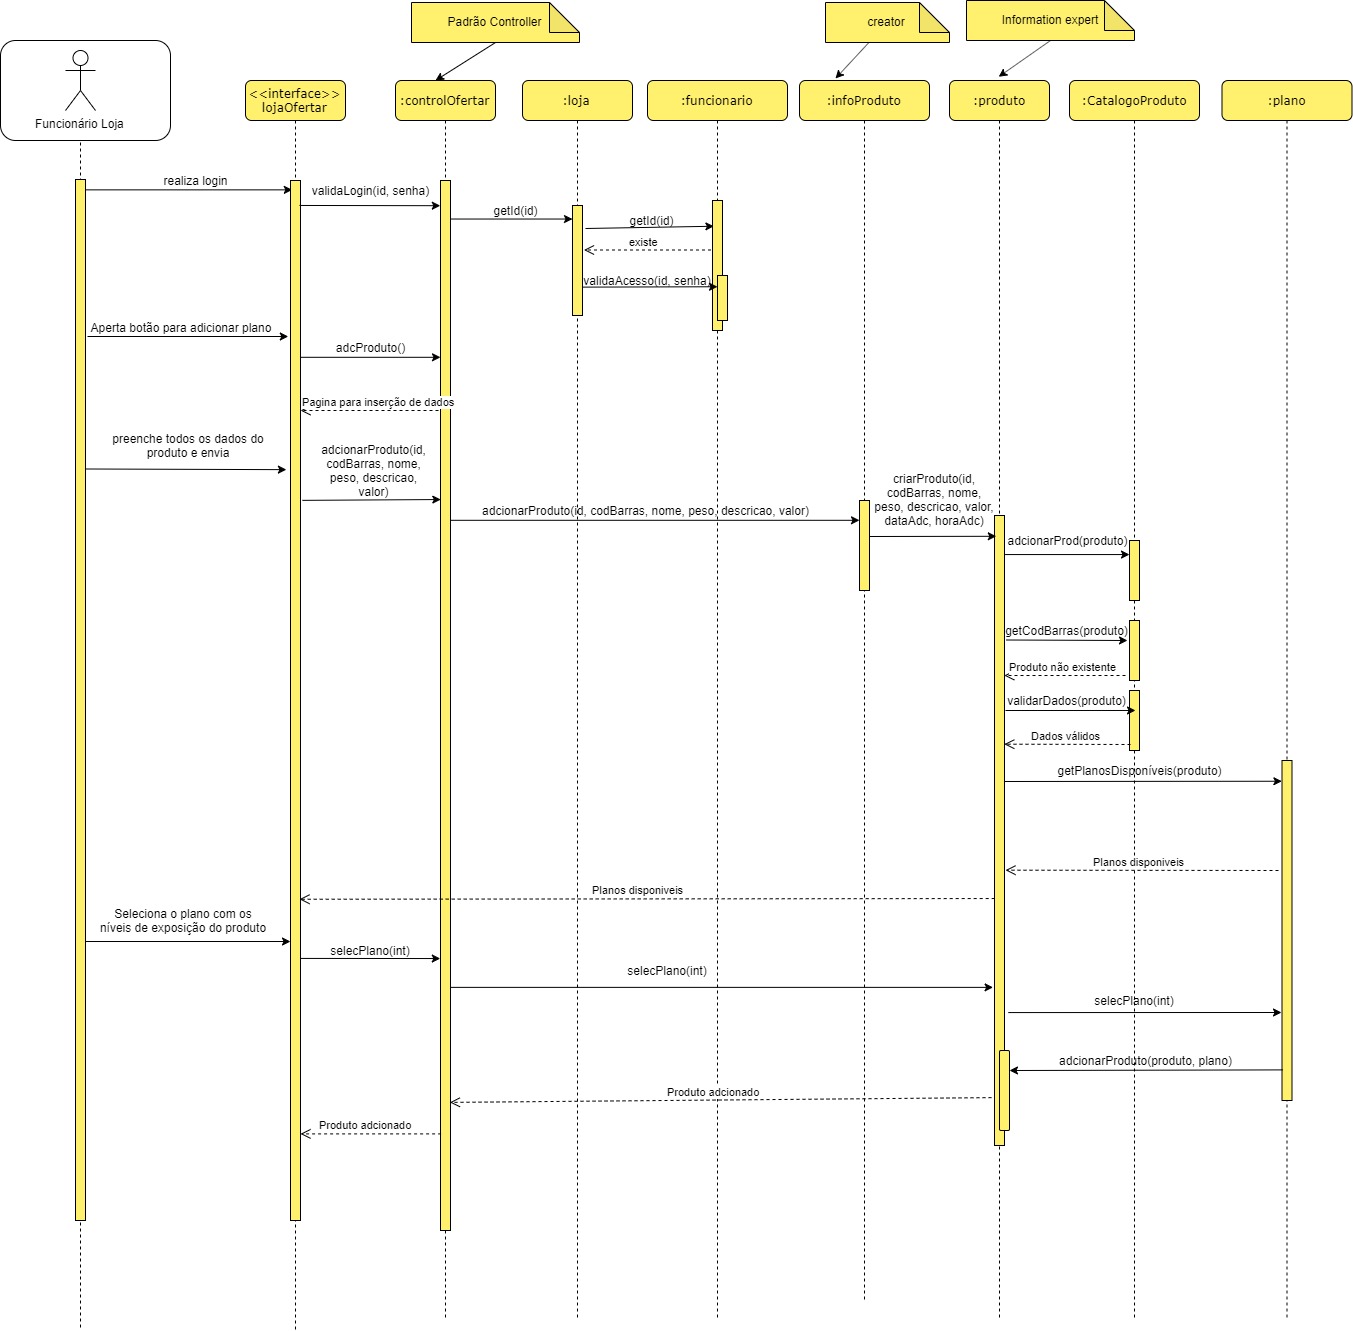 Padrão Controller
creator
Information expert
Funcionário Loja
<<interface>>
lojaOfertar
:controlOfertar
:loja
:funcionario
:infoProduto
:produto
:CatalogoProduto
:plano
realiza login
validaLogin(id, senha)
getId(id)
getId(id)
existe
validaAcesso(id, senha)
Aperta botão para adicionar plano
adcProduto()
Pagina para inserção de dados
preenche todos os dados do
produto e envia
adcionarProduto(id,
codBarras, nome,
peso, descricao,
valor)
adcionarProduto(id, codBarras, nome, peso, descricao, valor)
criarProduto(id,
codBarras, nome,
peso, descricao, valor,
dataAdc, horaAdc)
adcionarProd(produto)
getCodBarras(produto)
Produto não existente
validarDados(produto)
Dados válidos
getPlanosDisponíveis(produto)
Planos disponiveis
Planos disponiveis
Seleciona o plano com os
níveis de exposição do produto
selecPlano(int)
selecPlano(int)
selecPlano(int)
adcionarProduto(produto, plano)
Produto adcionado
Produto adcionado